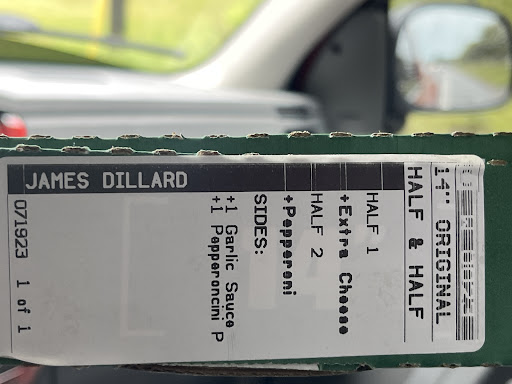 14" ORIGINAL
HALF & HALF
HALF 1
+Extra Cheese
HALF 2
+Pepperoni
SIDES:
+1 Garlic Sauce
+1 Pepperoncini P
JAMES DILLARD
071923 1 of 1